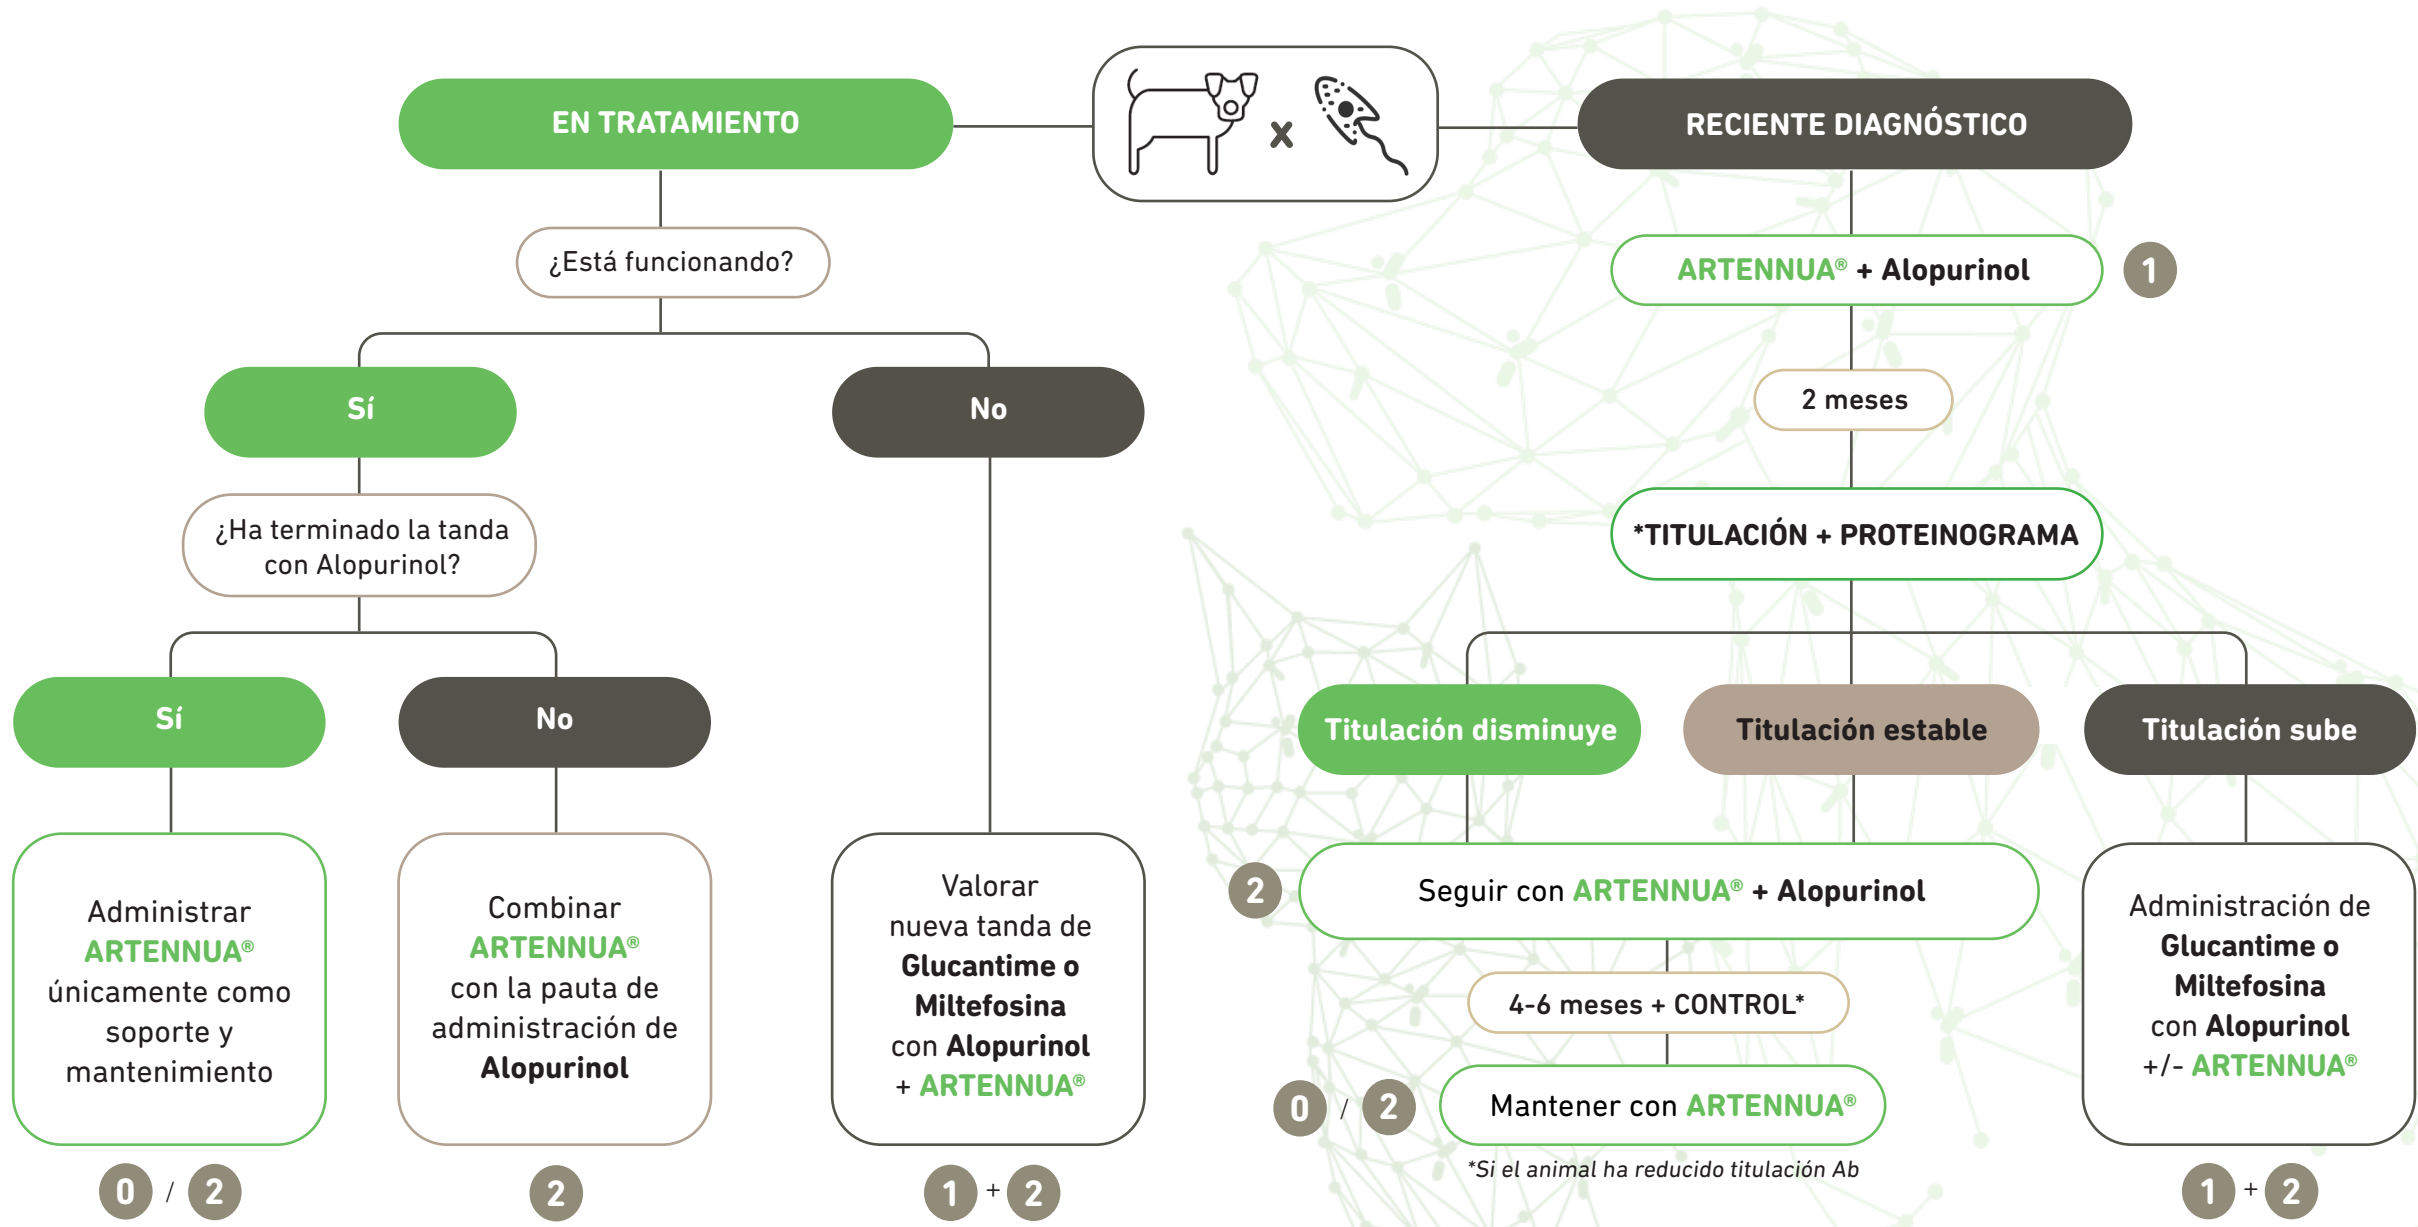 EN TRATAMIENTO
x
RECIENTE DIAGNÓSTICO
¿Está funcionando?
Sí
No
¿Ha terminado la tanda
con Alopurinol?
Sí
No
Administrar
ARTENNUA®
únicamente como
soporte y
mantenimiento
0 / 2
Combinar
ARTENNUA®
con la pauta de
administración de
Alopurinol
2
Valorar
nueva tanda de
Glucantime o
Miltefosina
con Alopurinol
+ ARTENNUA®
1 + 2
ARTENNUA® + Alopurinol
1
2 meses
*TITULACIÓN + PROTEINOGRAMA
Titulación disminuye
Titulación estable
Titulación sube
2
Seguir con ARTENNUA® + Alopurinol
4-6 meses + CONTROL*
0 / 2
Mantener con ARTENNUA®
*Si el animal ha reducido titulación Ab
Administración de
Glucantime o
Miltefosina
con Alopurinol
+/- ARTENNUA®
1 + 2